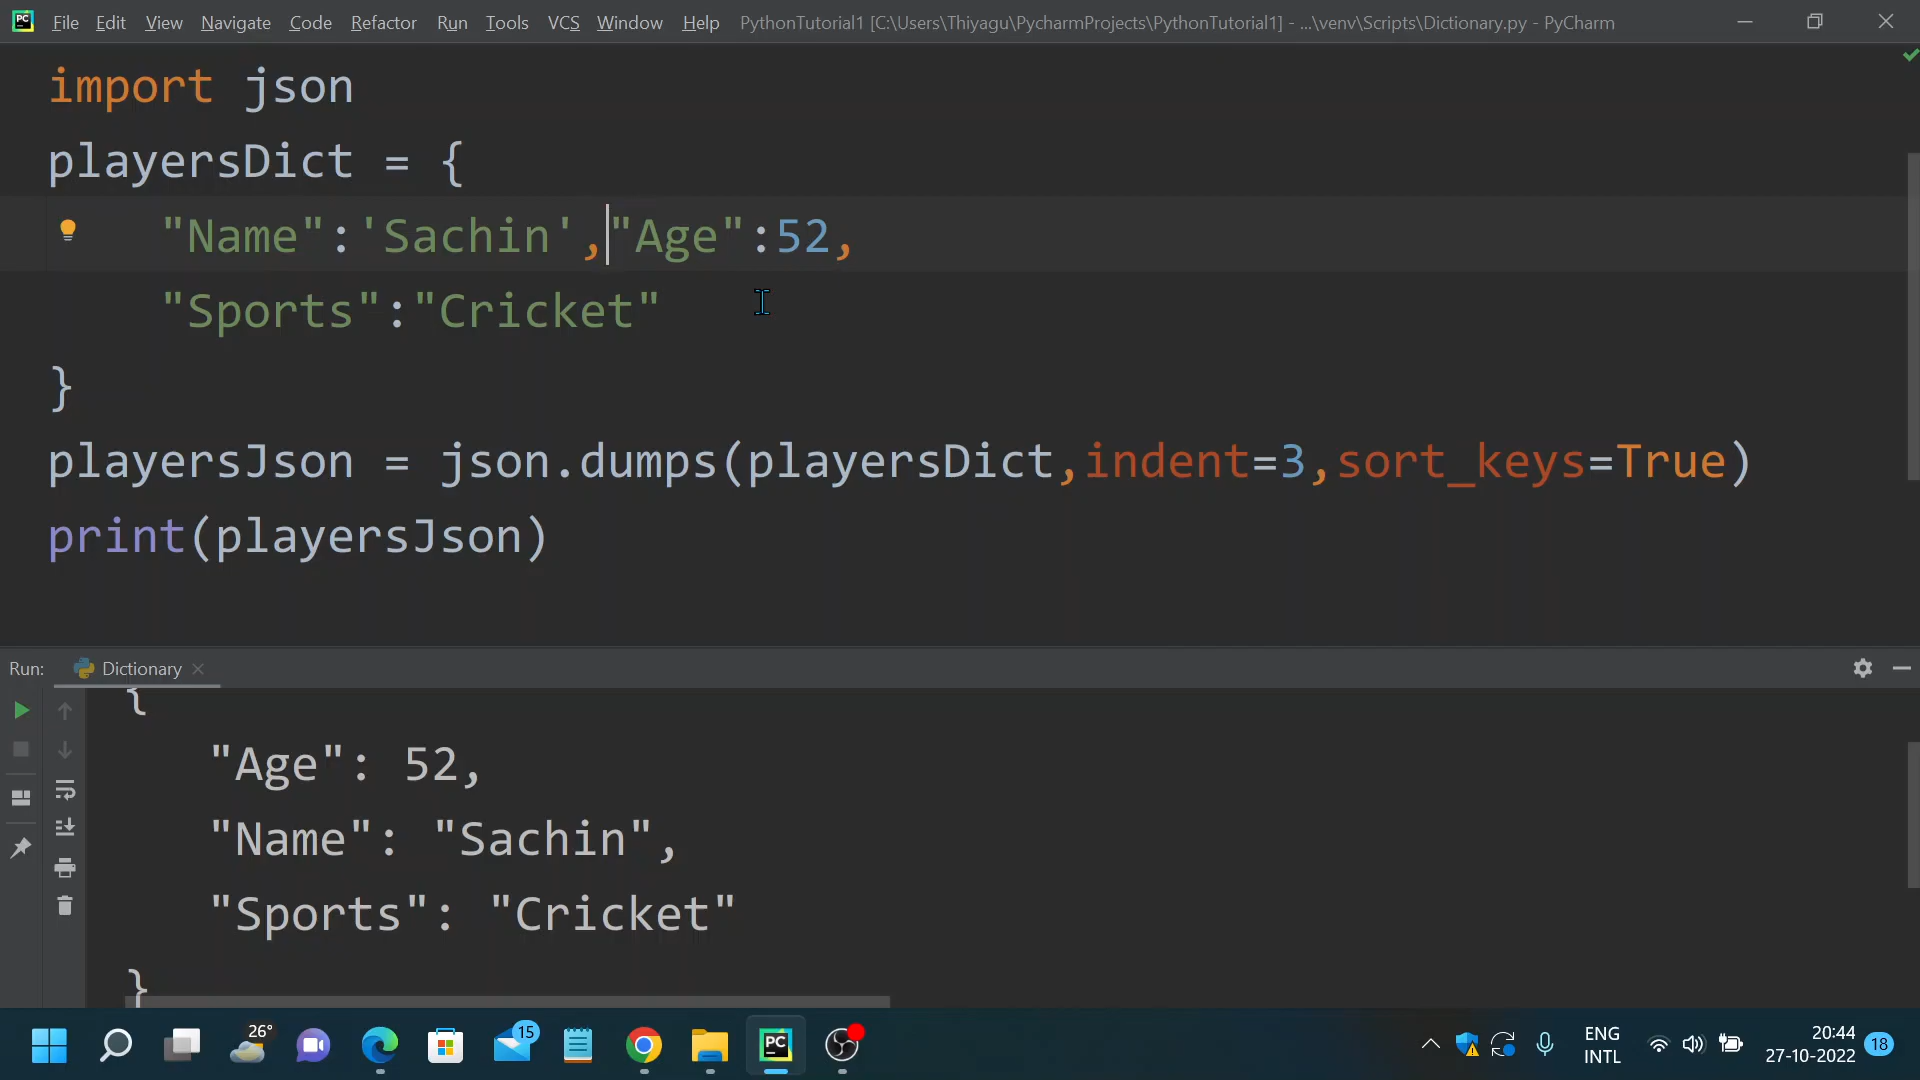 File Edit View Navigate Code Refactor Run Tools VCS Window Help PythonTutorial1 [C:\Users\Thiyagu\PycharmProjects\PythonTutorial1] - ...\venv\Scripts\Dictionary.py - PyCharm
import json
playersDict = {
"Name":'Sachin',"Age":52,
"Sports":"Cricket"
}
playersJson = json.dumps(playersDict,indent=3,sort_keys=True)
print(playersJson)
Run: Dictionary
{
"Age": 52,
"Name": "Sachin",
"Sports": "Cricket"
}
26° 15 PC ENG 20:44
INTL 27-10-2022 18